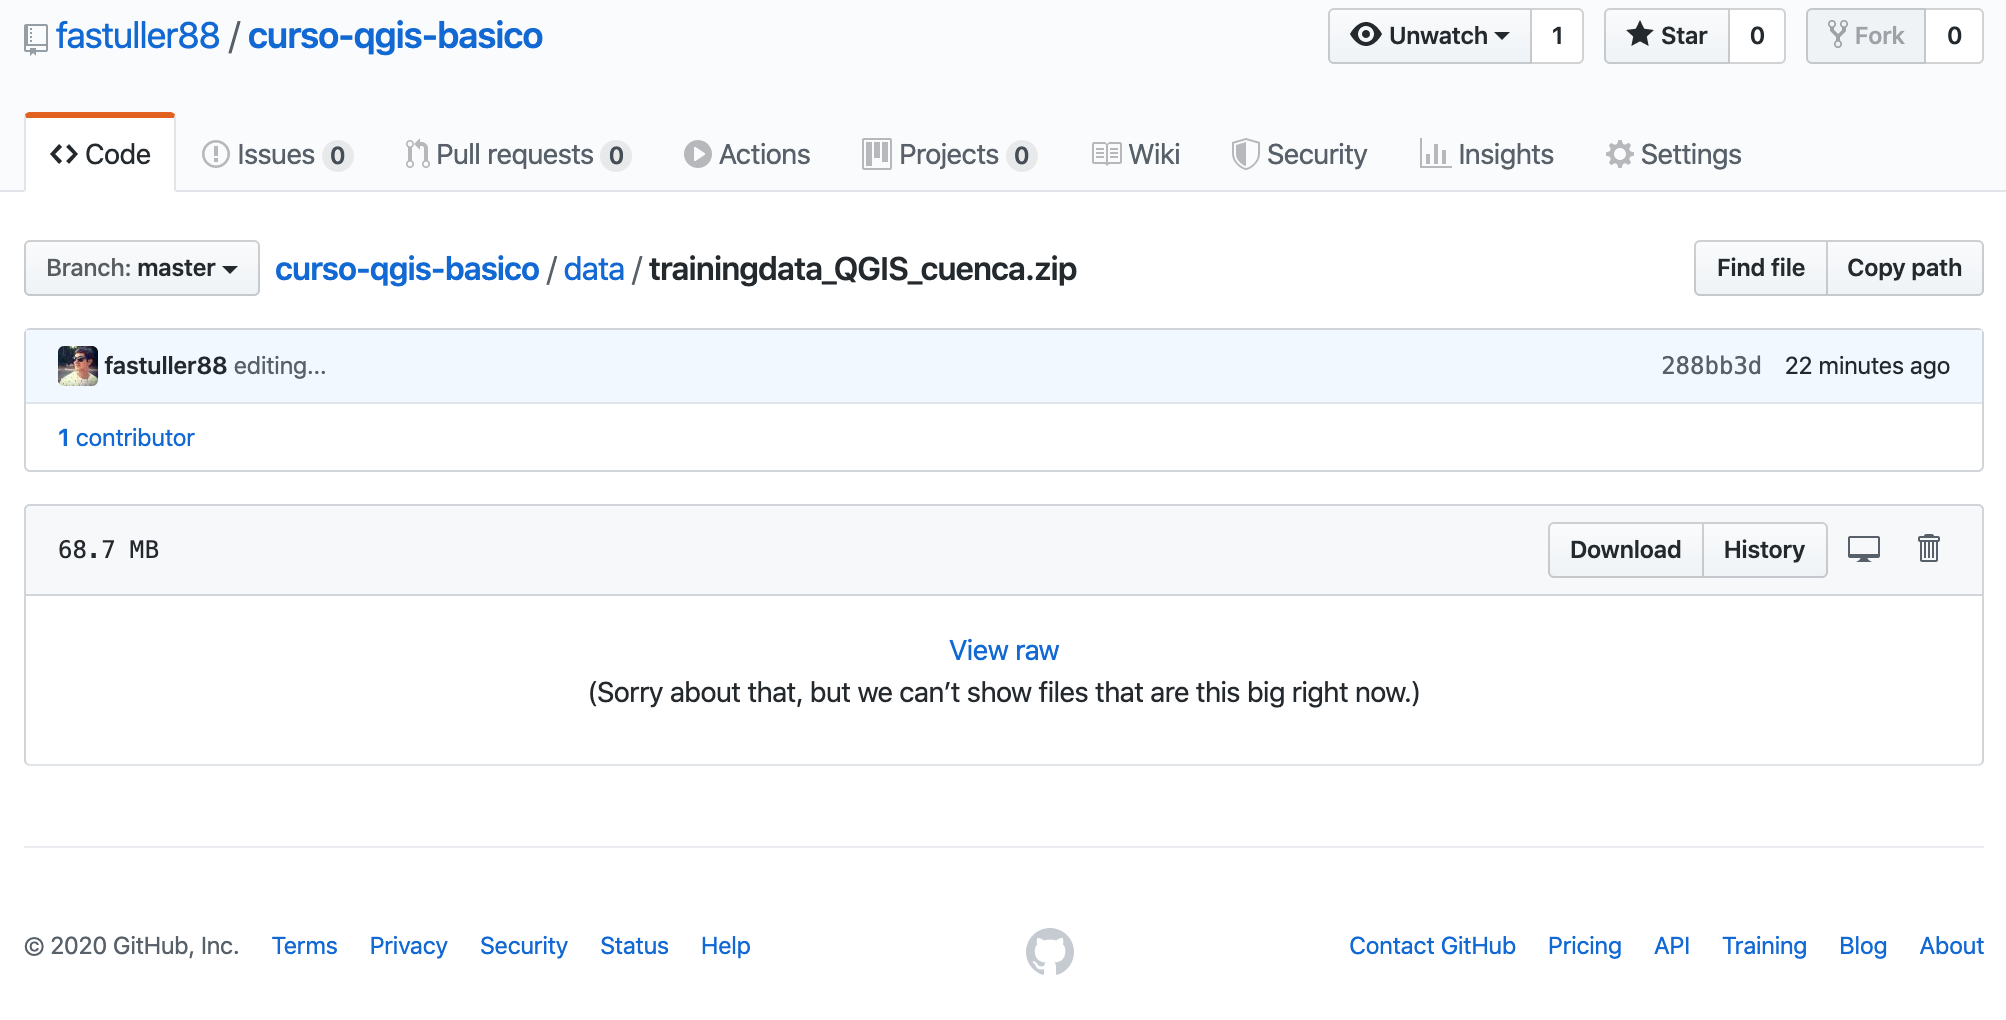 fastuller88 / curso-qgis-basico Unwatch 1 Star 0 Fork 0
Code Issues 0 Pull requests 0 Actions Projects 0 Wiki Security Insights Settings
Branch: master curso-qgis-basico / data / trainingdata_QGIS_cuenca.zip Find file Copy path
fastuller88 editing... 288bb3d 22 minutes ago
1 contributor
68.7 MB Download History
View raw
(Sorry about that, but we can’t show files that are this big right now.)
© 2020 GitHub, Inc. Terms Privacy Security Status Help Contact GitHub Pricing API Training Blog About